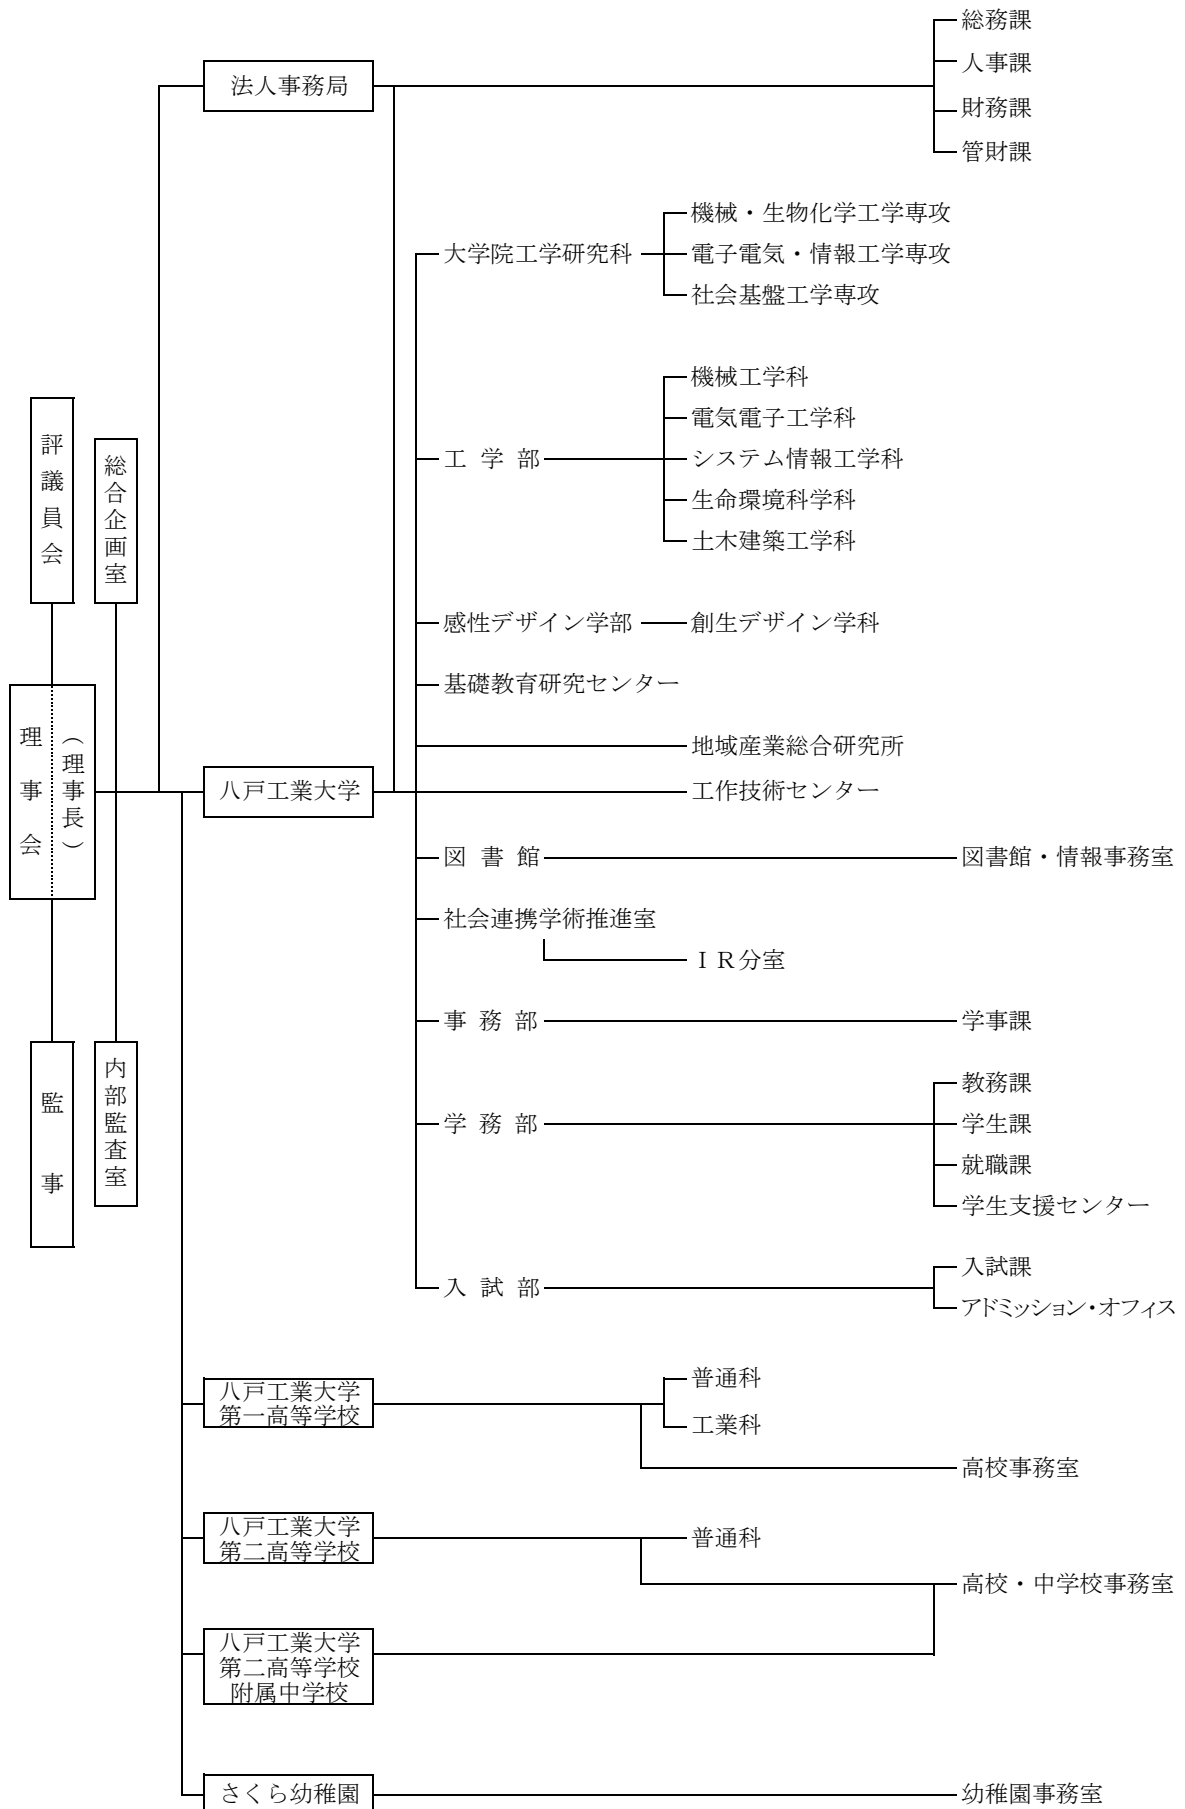 総務課
法人事務局
人事課
財務課
管財課
機械・生物化学工学専攻
大学院工学研究科
電子電気・情報工学専攻
社会基盤工学専攻
機械工学科
電気電子工学科
工 学 部
システム情報工学科
生命環境科学科
土木建築工学科
評議員会
総合企画室
感性デザイン学部
創生デザイン学科
基礎教育研究センター
理事会
(理事長)
地域産業総合研究所
八戸工業大学
工作技術センター
図 書 館
図書館・情報事務室
社会連携学術推進室
ＩＲ分室
事 務 部
学事課
監事
内部監査室
教務課
学 務 部
学生課
就職課
学生支援センター
入試課
入 試 部
アドミッション・オフィス
八戸工業大学
第一高等学校
普通科
工業科
高校事務室
八戸工業大学
第二高等学校
普通科
高校・中学校事務室
八戸工業大学
第二高等学校
附属中学校
さくら幼稚園
幼稚園事務室